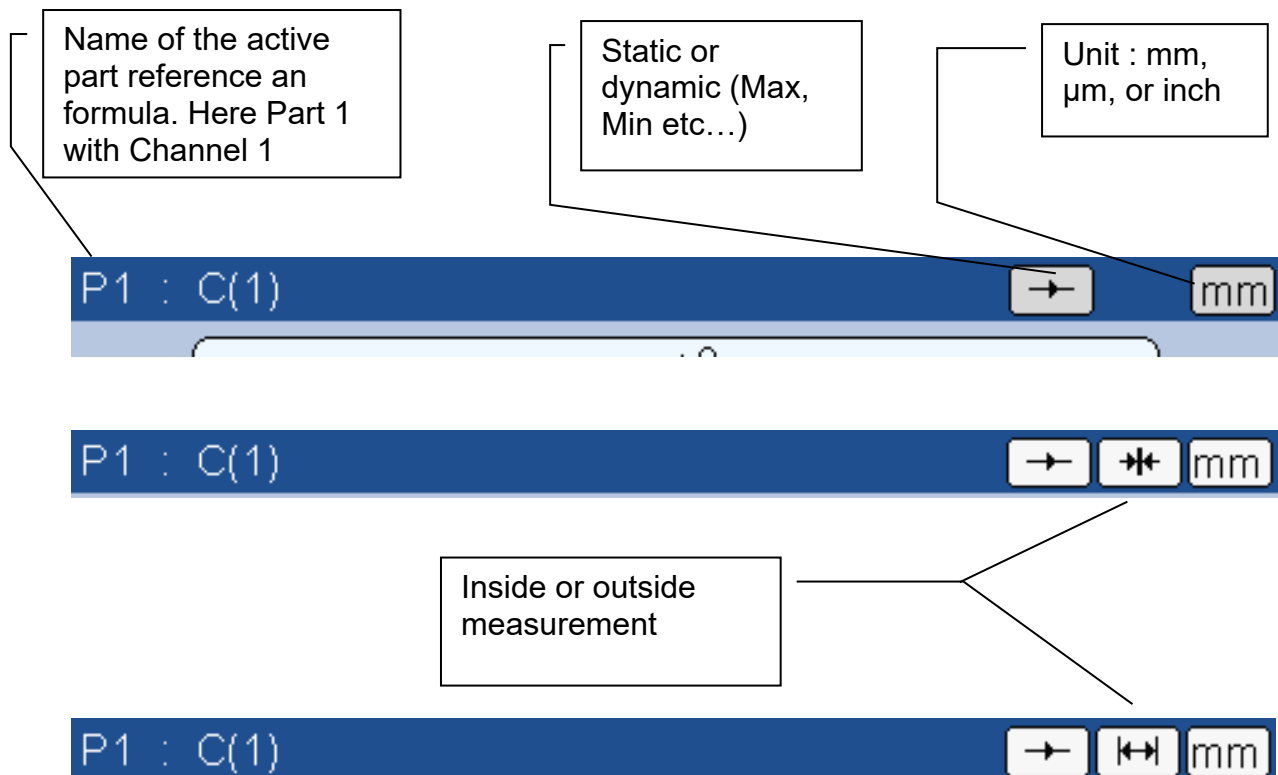 Name of the active
part reference an
formula. Here Part 1
with Channel 1
Static or
dynamic (Max,
Min etc…)
Unit : mm,
µm, or inch
P1 : C(1)
mm
P1 : C(1)
mm
Inside or outside
measurement
P1 : C(1)
mm